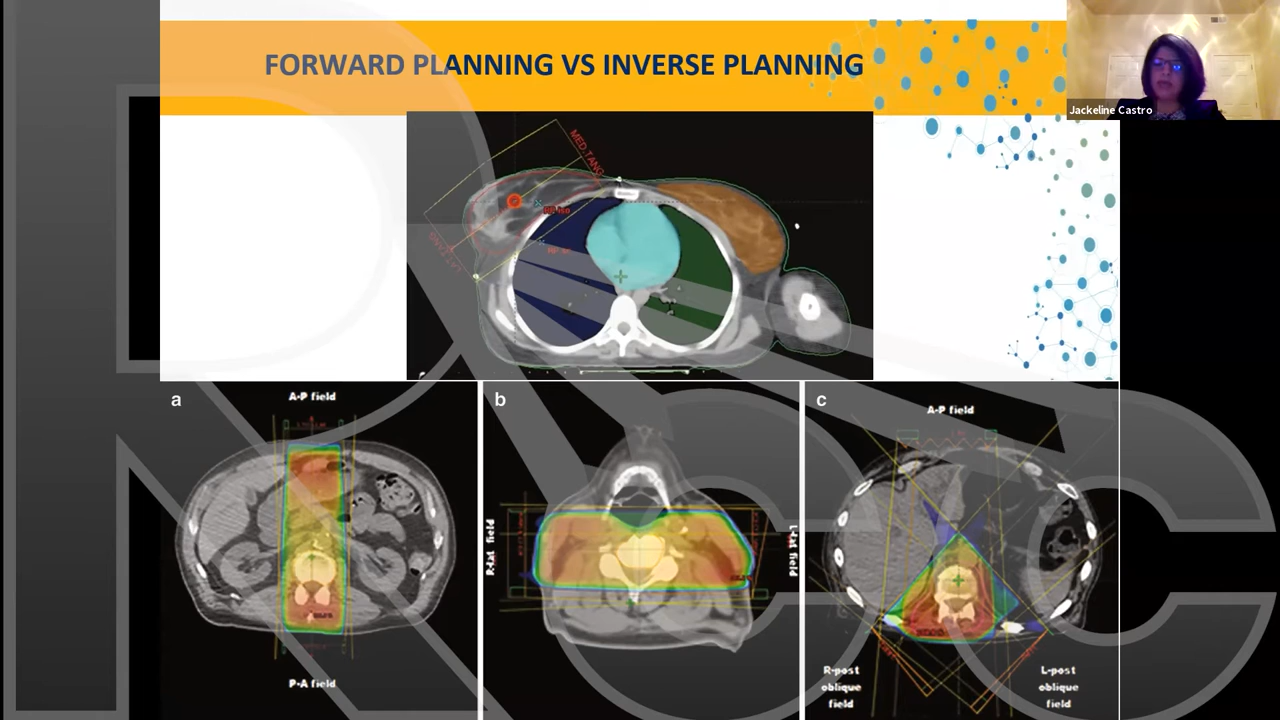 FORWARD PLANNING VS INVERSE PLANNING
Jackeline Castro
MED.TANG
a
A-P field
P-A field
b
R-lat field
L-lat field
c
A-P field
R-post
oblique
field
L-post
oblique
field